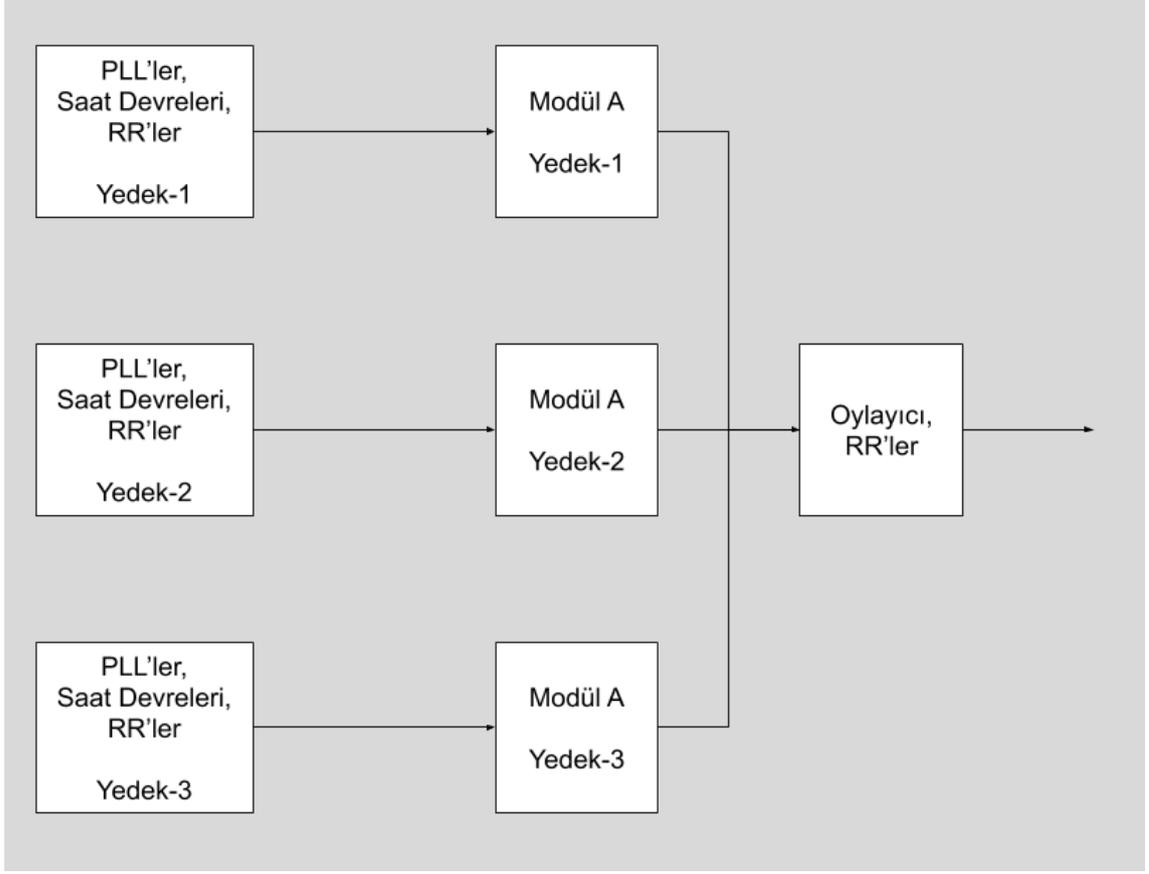 PLL’ler,
Saat Devreleri,
RR’ler
Yedek-1
Modül A
Yedek-1
PLL’ler,
Saat Devreleri,
RR’ler
Yedek-2
Modül A
Yedek-2
Oylayıcı,
RR’ler
PLL’ler,
Saat Devreleri,
RR’ler
Yedek-3
Modül A
Yedek-3